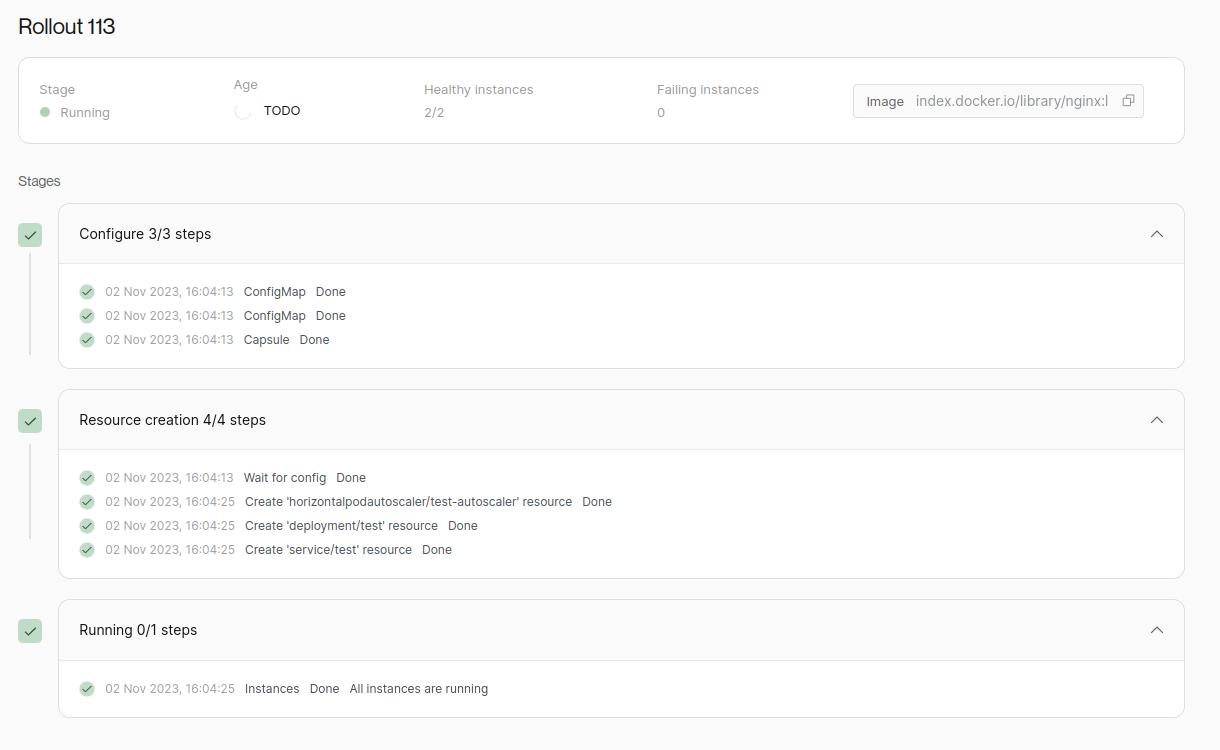 Rollout 113
Stage
Running
Age
TODO
Healthy instances
2/2
Failing instances
0
Image index.docker.io/library/nginx:l
Stages
Configure 3/3 steps
02 Nov 2023, 16:04:13 ConfigMap Done
02 Nov 2023, 16:04:13 ConfigMap Done
02 Nov 2023, 16:04:13 Capsule Done
Resource creation 4/4 steps
02 Nov 2023, 16:04:13 Wait for config Done
02 Nov 2023, 16:04:25 Create 'horizontalpodautoscaler/test-autoscaler' resource Done
02 Nov 2023, 16:04:25 Create 'deployment/test' resource Done
02 Nov 2023, 16:04:25 Create 'service/test' resource Done
Running 0/1 steps
02 Nov 2023, 16:04:25 Instances Done All instances are running